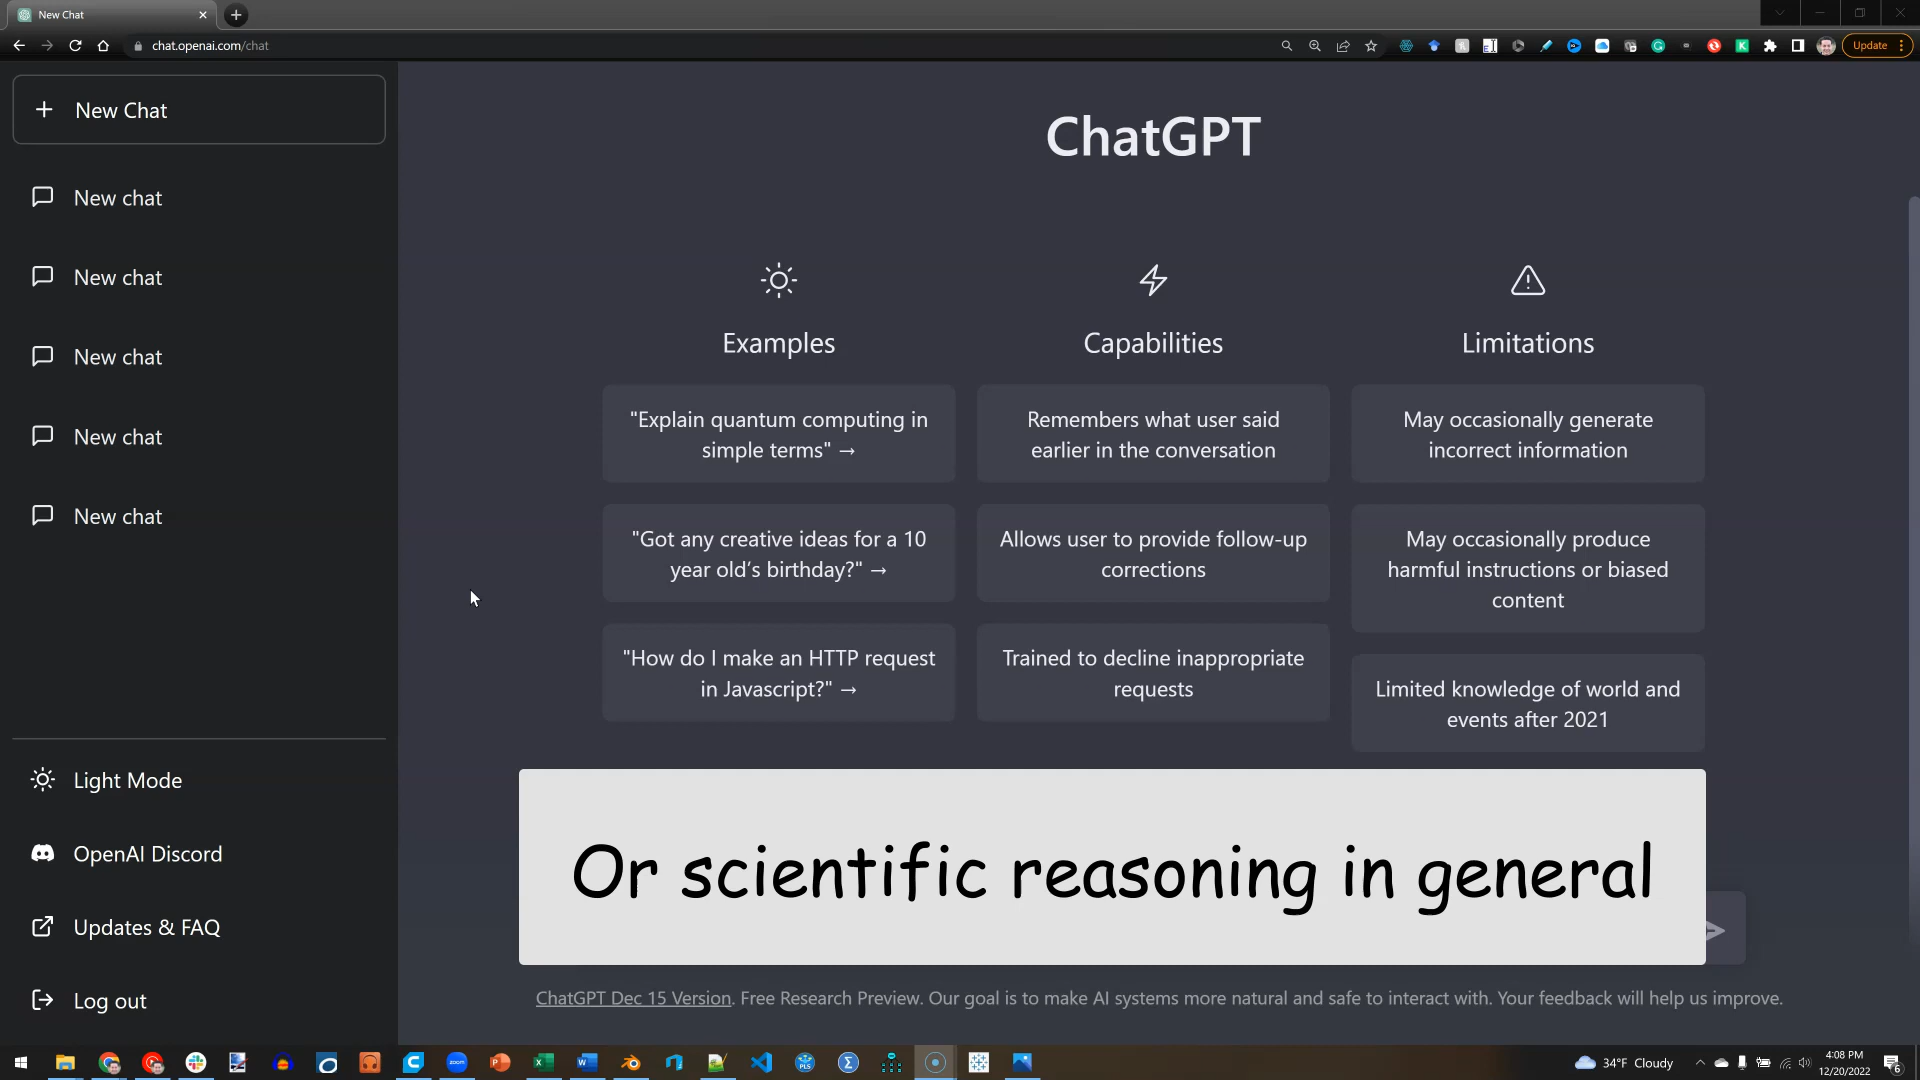 New Chat
chat.openai.com/chat
Update
New Chat
New chat
New chat
New chat
New chat
New chat
Light Mode
OpenAI Discord
Updates & FAQ
Log out
ChatGPT
Examples
"Explain quantum computing in
simple terms" →
"Got any creative ideas for a 10
year old’s birthday?" →
"How do I make an HTTP request
in Javascript?" →
Capabilities
Remembers what user said
earlier in the conversation
Allows user to provide follow-up
corrections
Trained to decline inappropriate
requests
Limitations
May occasionally generate
incorrect information
May occasionally produce
harmful instructions or biased
content
Limited knowledge of world and
events after 2021
Or scientific reasoning in general
ChatGPT Dec 15 Version. Free Research Preview. Our goal is to make AI systems more natural and safe to interact with. Your feedback will help us improve.
zoom
PLS
34°F Cloudy
4:08 PM
12/20/2022
6